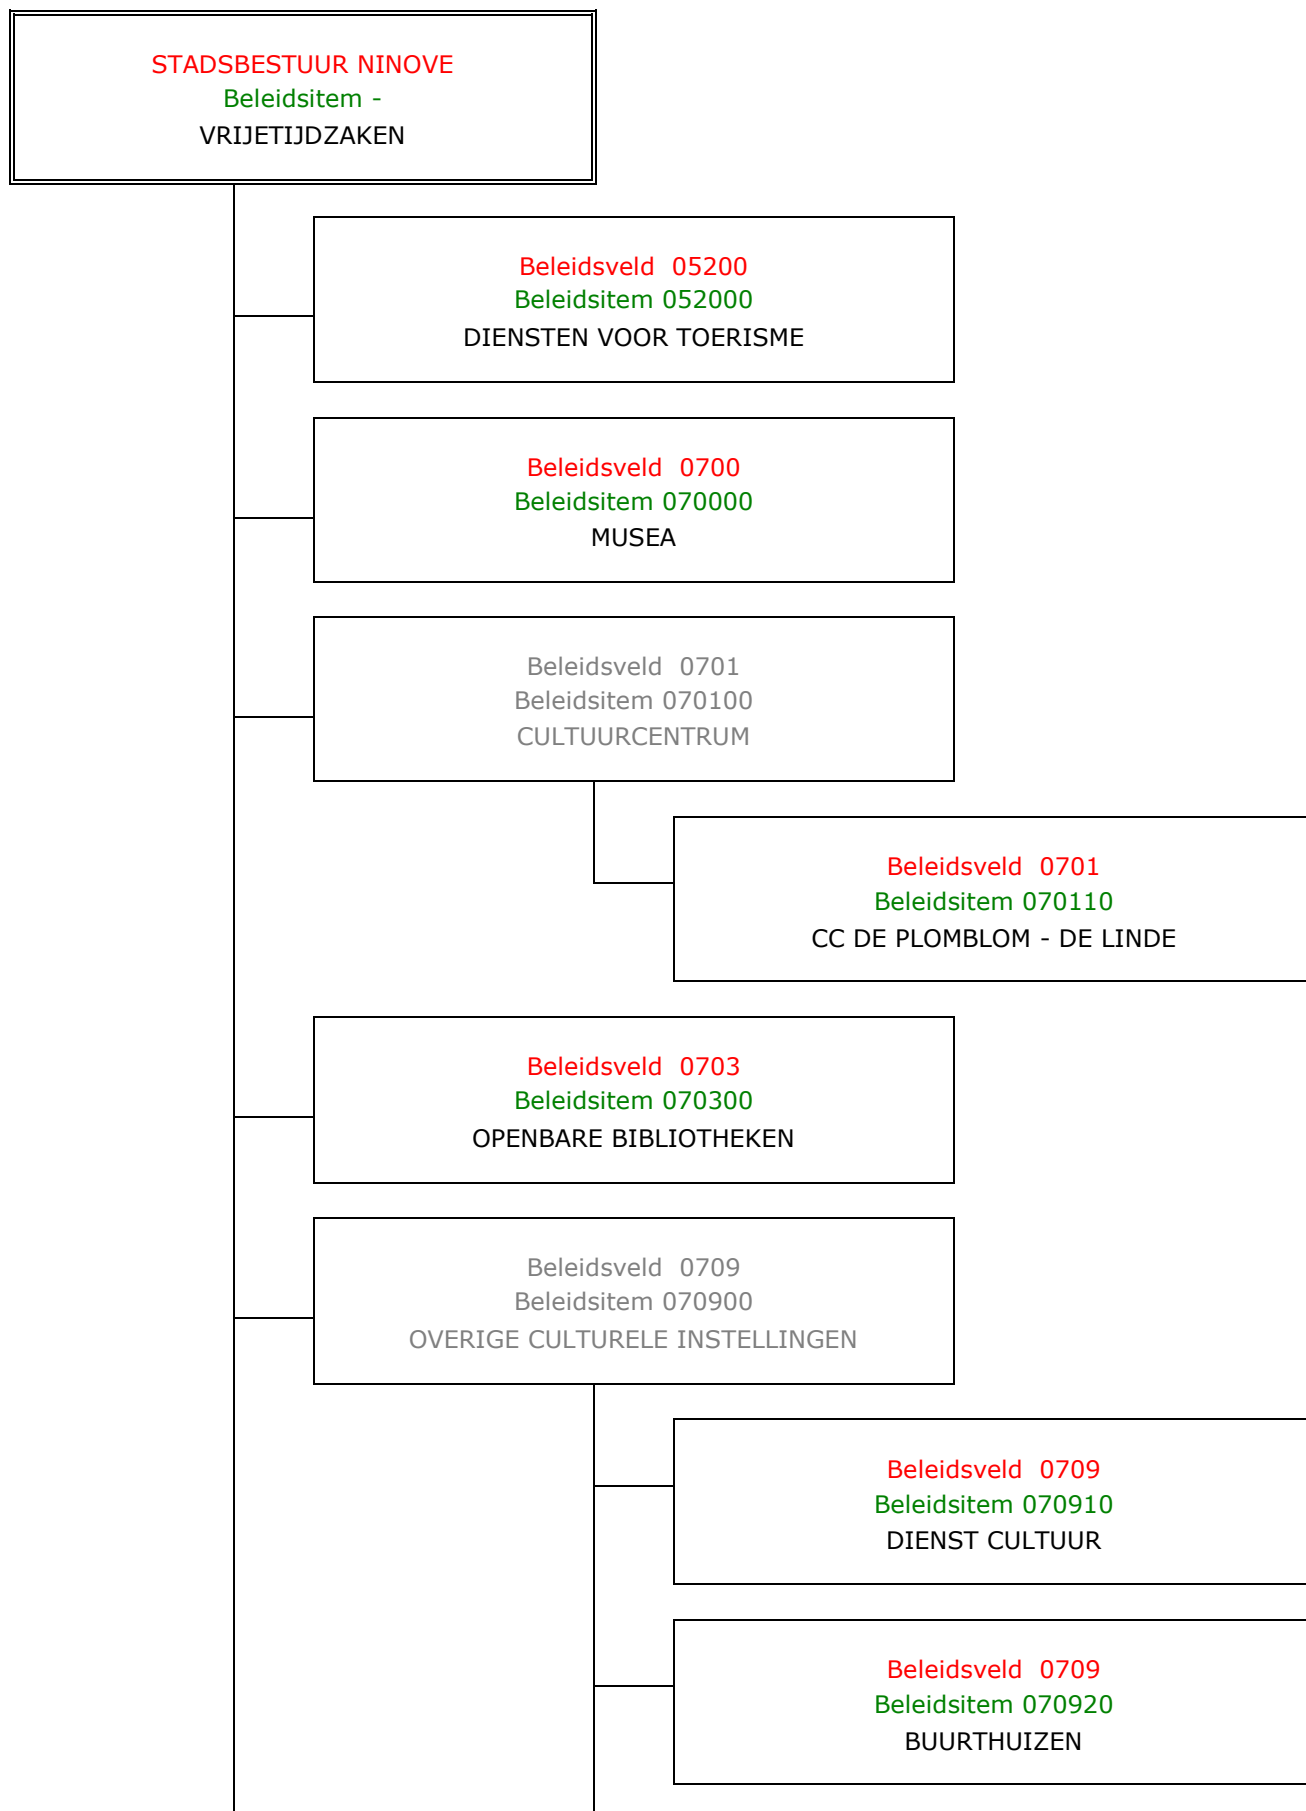 STADSBESTUUR NINOVE
Beleidsitem -
VRIJETIJDZAKEN
Beleidsveld  05200
Beleidsitem 052000
DIENSTEN VOOR TOERISME
Beleidsveld  0700
Beleidsitem 070000
MUSEA
Beleidsveld  0701
Beleidsitem 070100
CULTUURCENTRUM
Beleidsveld  0701
Beleidsitem 070110
CC DE PLOMBLOM - DE LINDE
Beleidsveld  0703
Beleidsitem 070300
OPENBARE BIBLIOTHEKEN
Beleidsveld  0709
Beleidsitem 070900
OVERIGE CULTURELE INSTELLINGEN
Beleidsveld  0709
Beleidsitem 070910
DIENST CULTUUR
Beleidsveld  0709
Beleidsitem 070920
BUURTHUIZEN